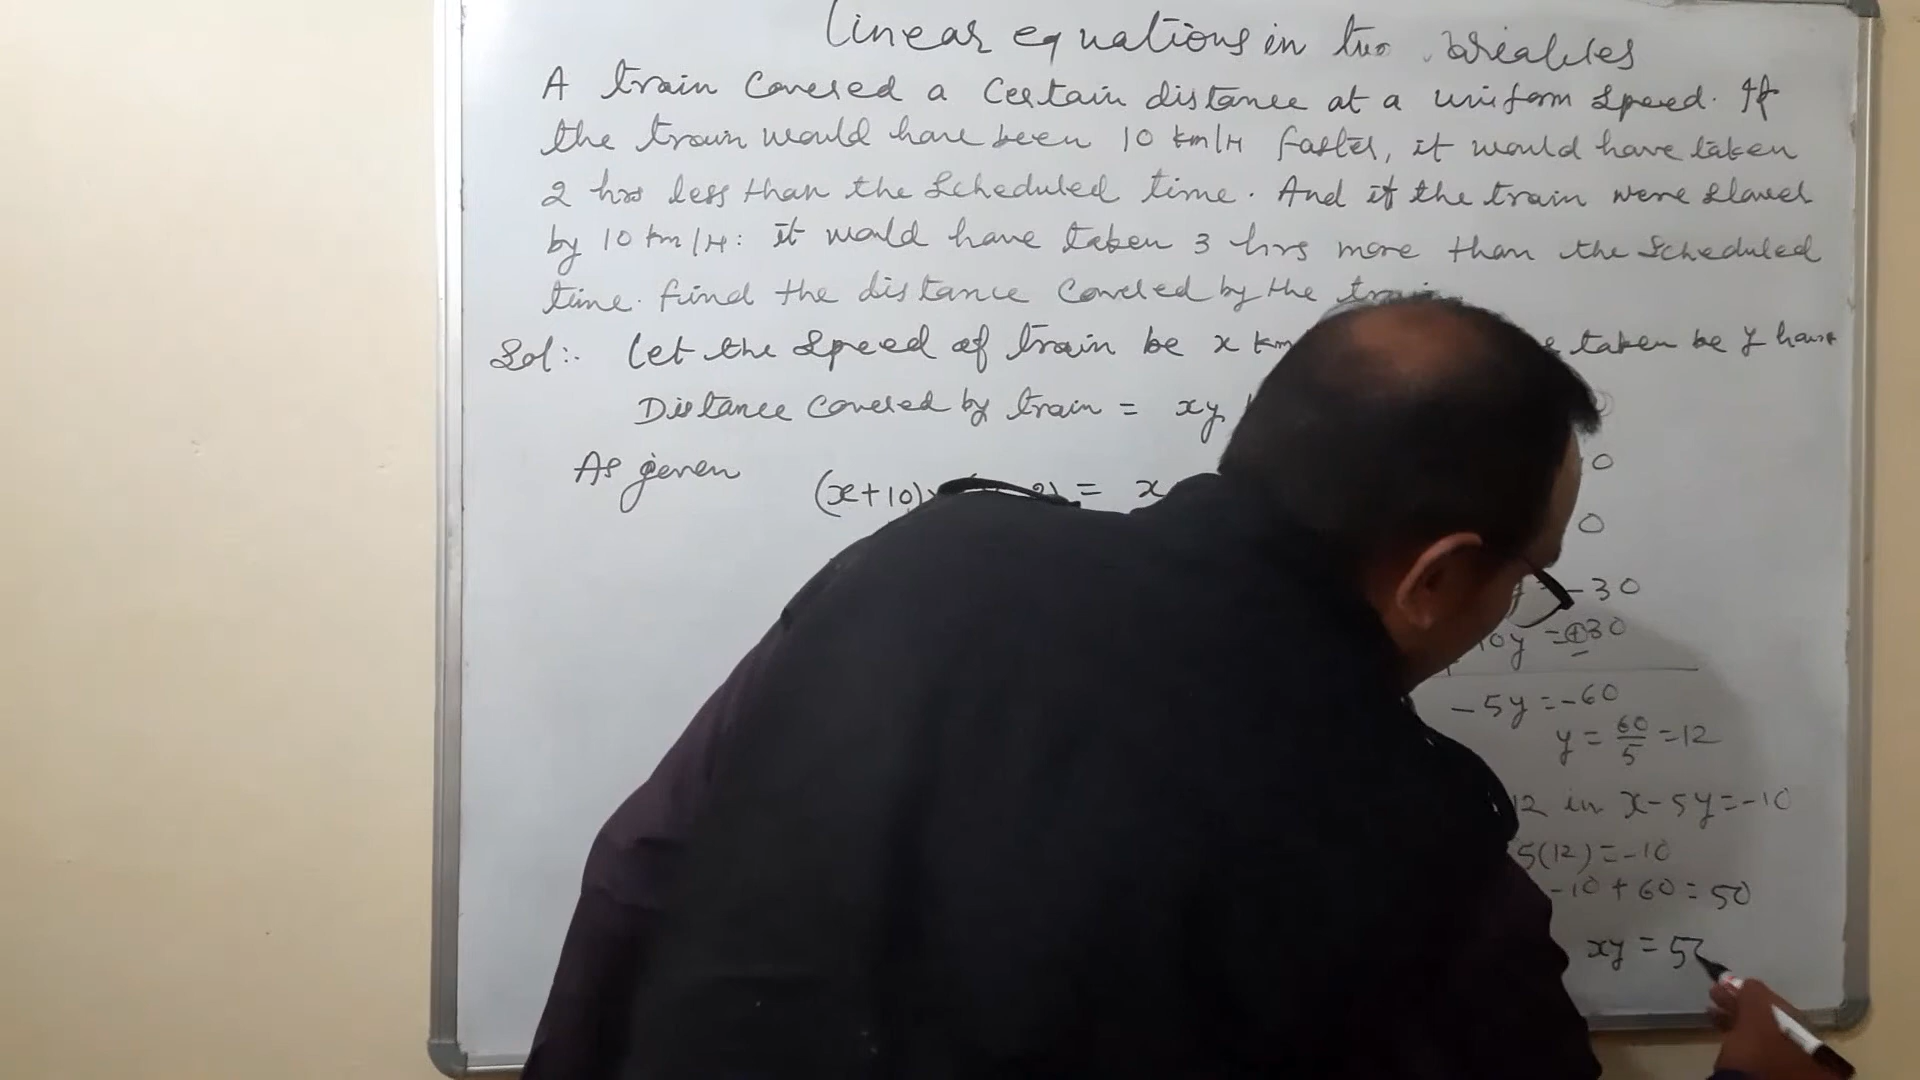 Linear equations in two variables
A train covered a certain distance at a uniform speed. If
the train would have been 10 km/H faster, it would have taken
2 hrs less than the scheduled time. And if the train were slower
by 10 km/H: it would have taken 3 hrs more than the scheduled
time. find the distance covered by the train
Sol:. Let the speed of train be x km taken be y hours
Distance covered by train = xy
As given
(x+10) = x
0
0
-30
10y = +30
-5y = -60
y = 60/5 = 12
12 in x-5y=-10
5(12) = -10
-10 + 60 = 50
xy = 50